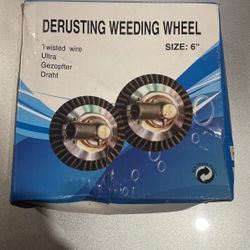 DERUSTING WEEDING WHEEL
Twisted wire
Ultra
Gezopfter
Draht
SIZE: 6"